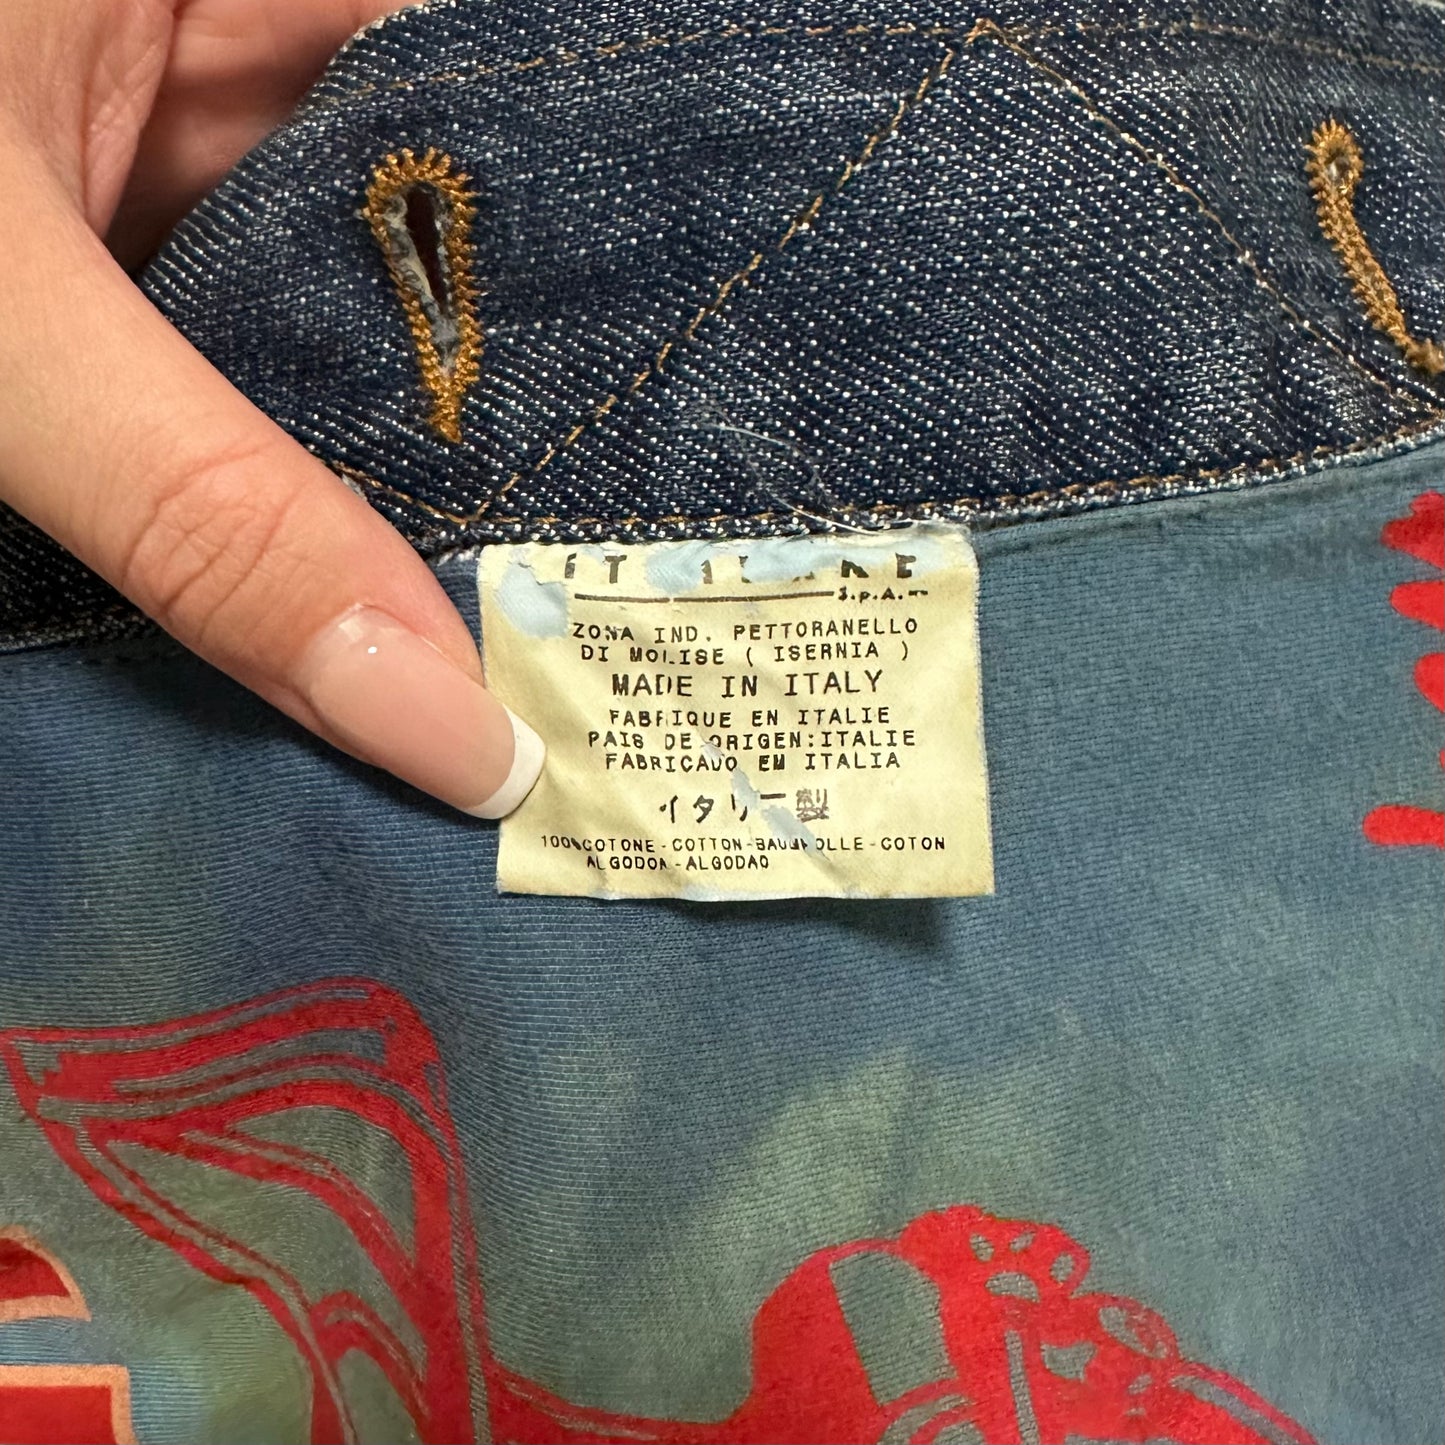 S.p.A.
ZONA IND. PETTORANELLO
DI MOLISE ( ISERNIA )
MADE IN ITALY
FABRIQUE EN ITALIE
PAIS DE ORIGEN:ITALIE
FABRICADO EM ITALIA
イタリー製
100%COTONE-COTTON-BAUMWOLLE-COTON
ALGODON-ALGODAO